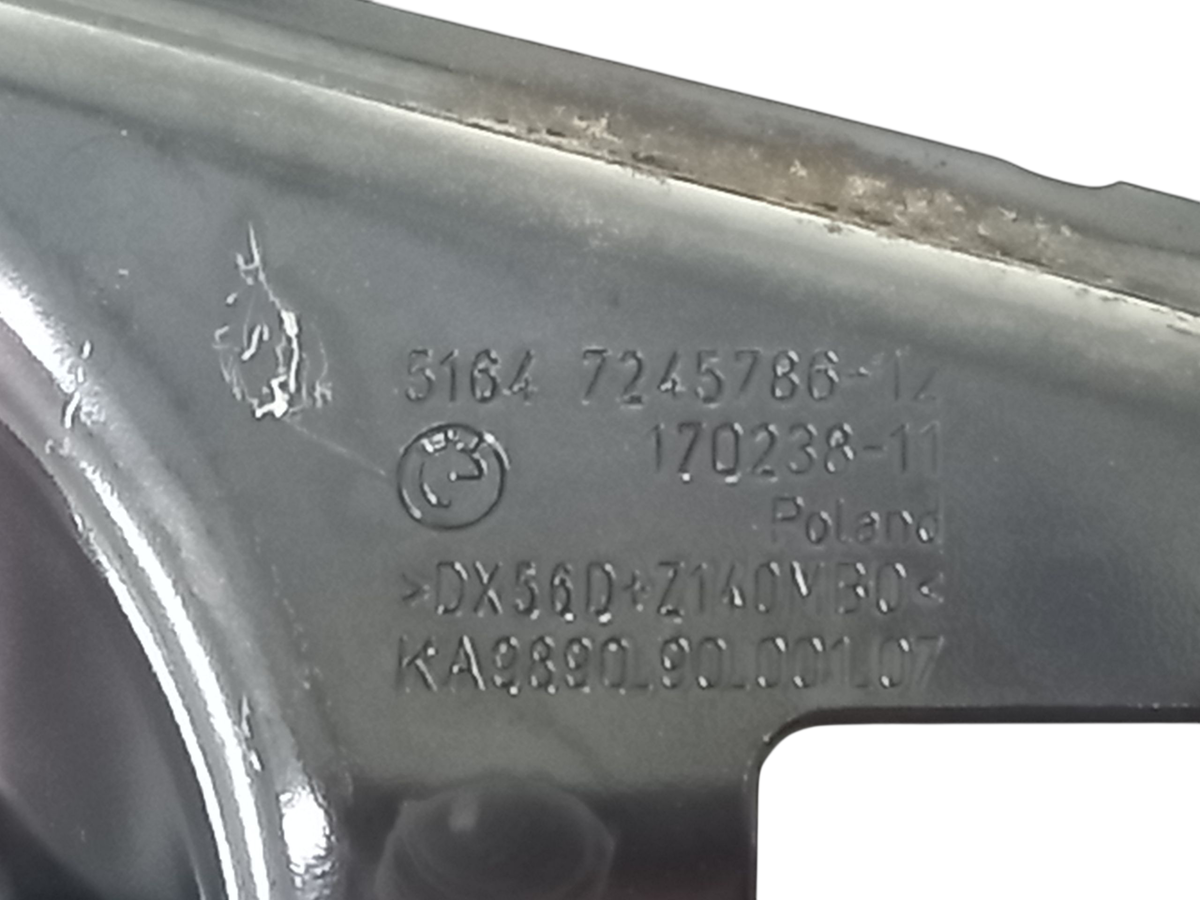 5164 7245786-12
170238-11
Poland
>DX56D+Z140MBO<
KA9890.90.001.07